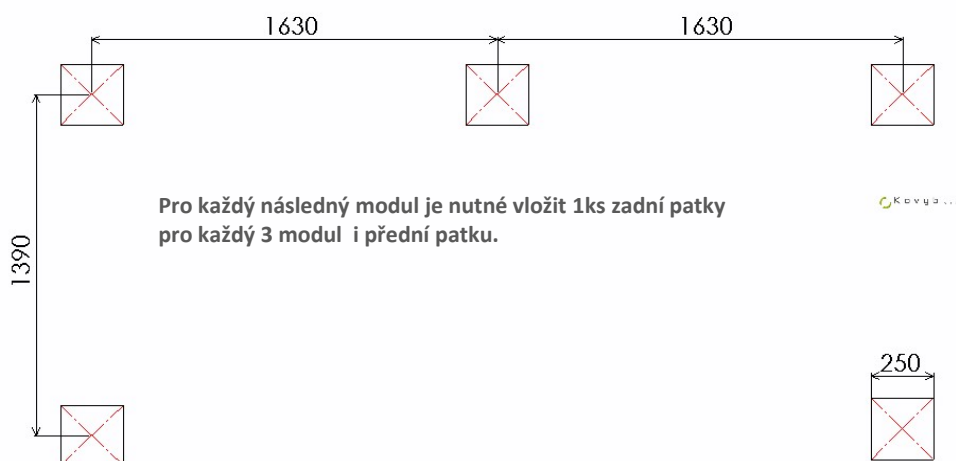 1630 1630
Pro každý následný modul je nutné vložit 1ks zadní patky
pro každý 3 modul i přední patku.
1390
250